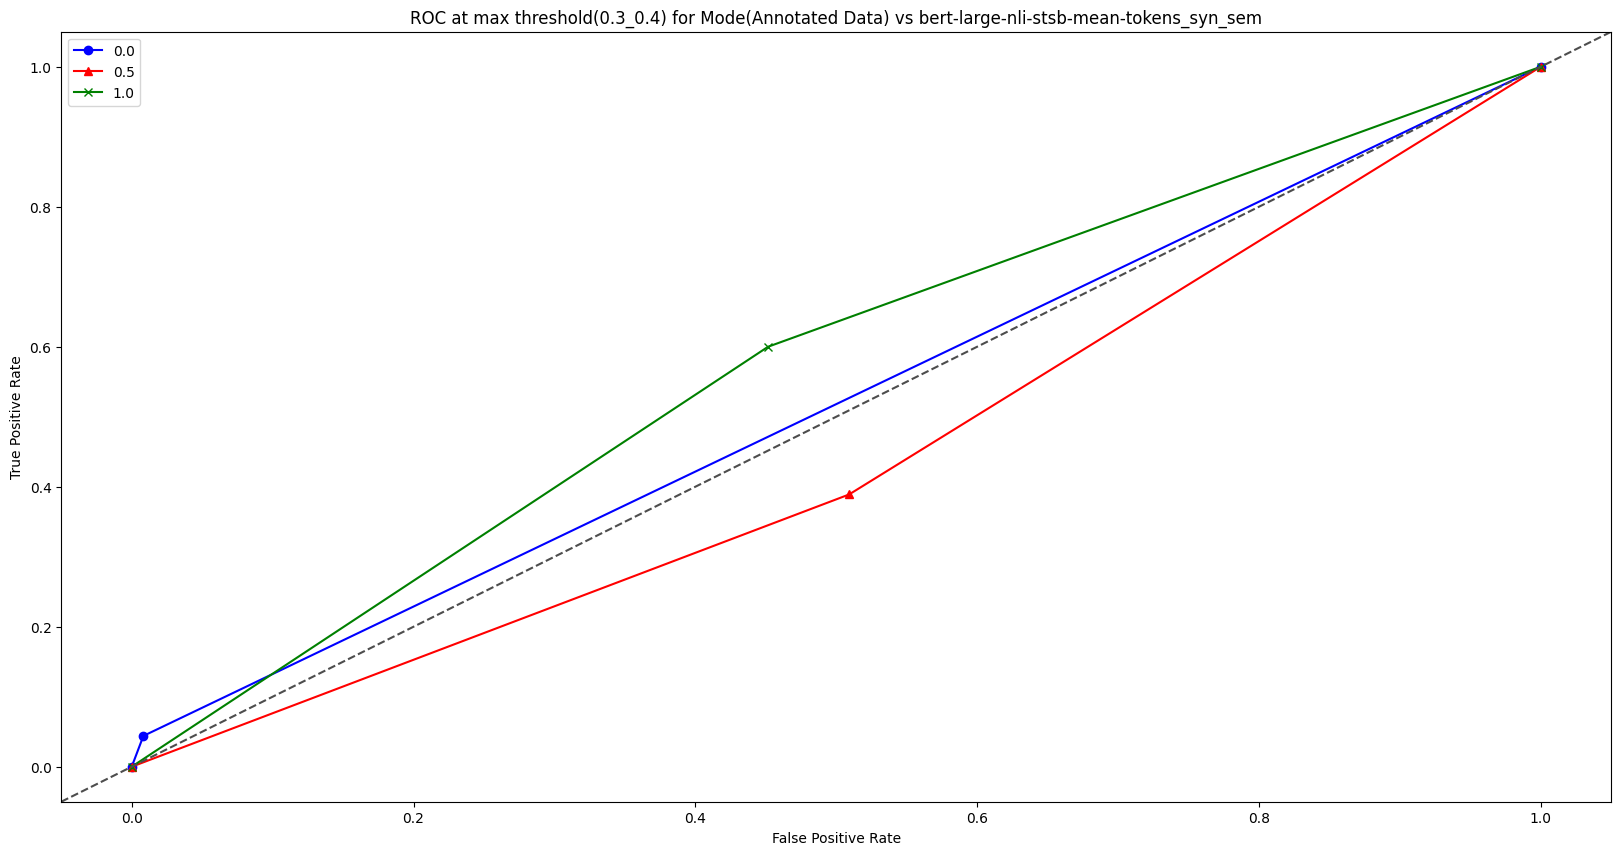 ROC at max threshold(0.3_0.4) for Mode(Annotated Data) vs bert-large-nli-stsb-mean-tokens_syn_sem
0.0
0.5
1.0
1.0
0.8
0.6
0.4
0.2
0.0
True Positive Rate
0.0 0.2 0.4 0.6 0.8 1.0
False Positive Rate